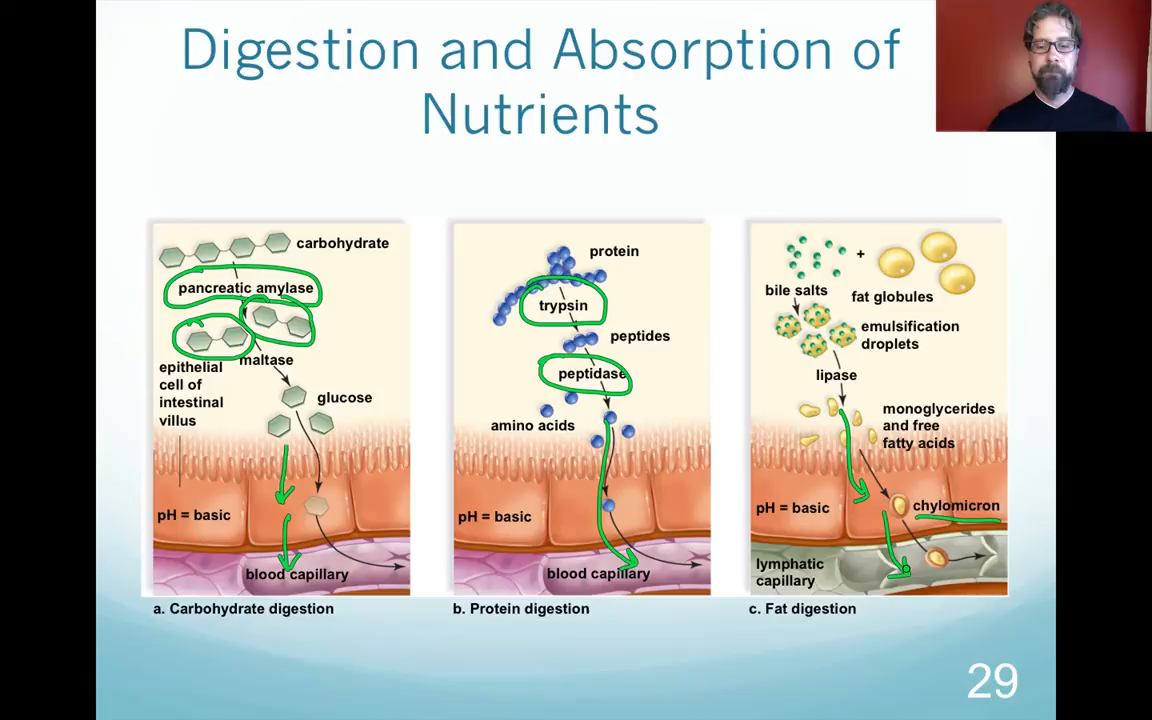 Digestion and Absorption of
Nutrients
carbohydrate
pancreatic amylase
maltase
epithelial
cell of
intestinal
villus
glucose
pH = basic
blood capillary
a. Carbohydrate digestion
protein
trypsin
peptides
peptidase
amino acids
pH = basic
blood capillary
b. Protein digestion
+
bile salts
fat globules
emulsification
droplets
lipase
monoglycerides
and free
fatty acids
pH = basic
chylomicron
lymphatic
capillary
c. Fat digestion
29